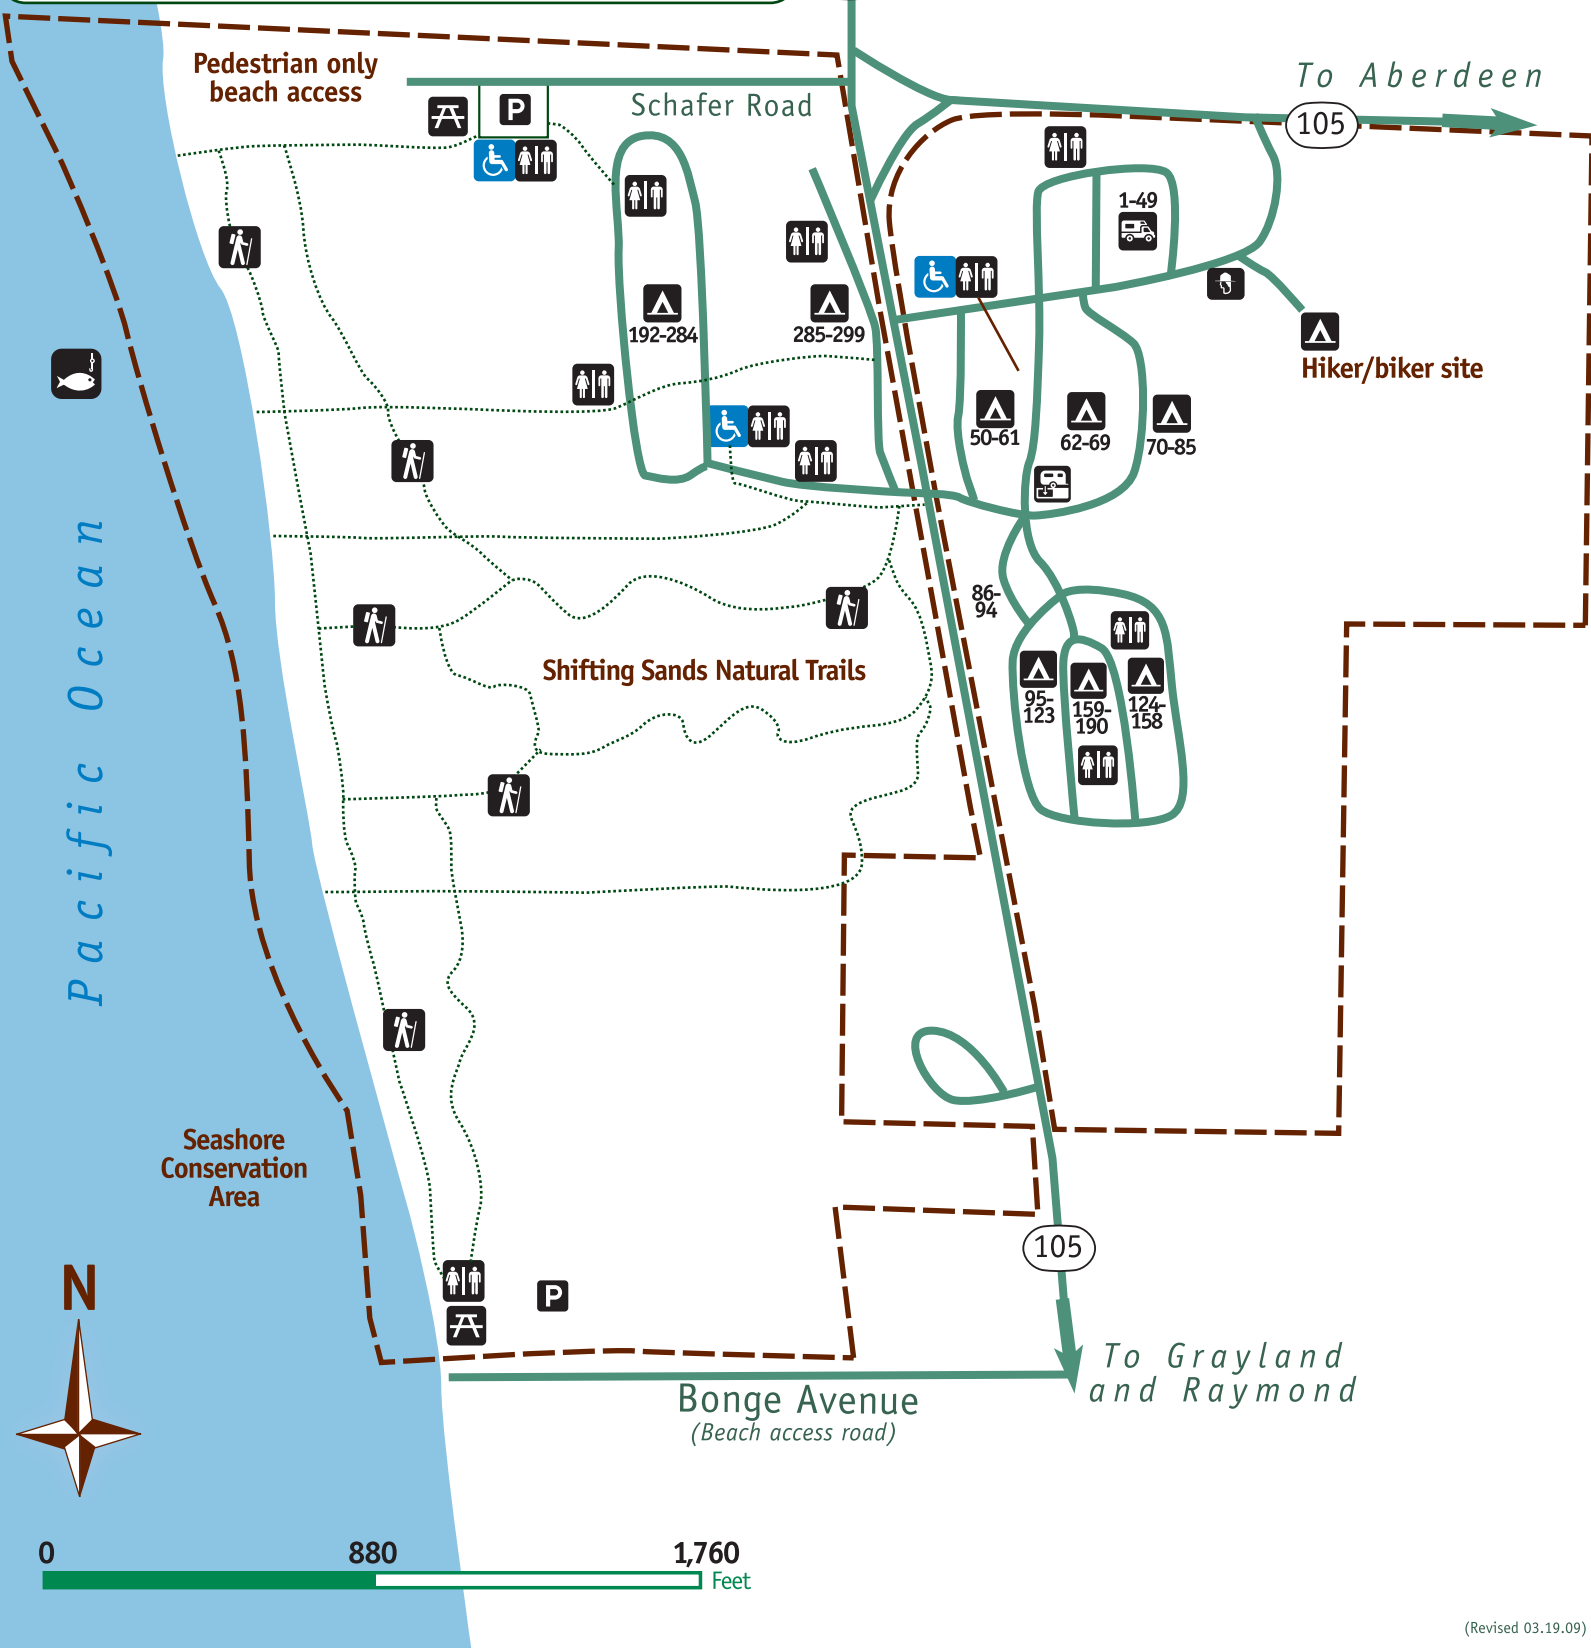 Pedestrian only
beach access
Schafer Road
P
To Aberdeen
105
1-49
192-284
285-299
Hiker/biker site
50-61
62-69
70-85
Pacific Ocean
86-
94
Shifting Sands Natural Trails
95-
123
159-
190
124-
158
Seashore
Conservation
Area
105
N
P
To Grayland
and Raymond
Bonge Avenue
(Beach access road)
0 880 1,760
Feet
(Revised 03.19.09)